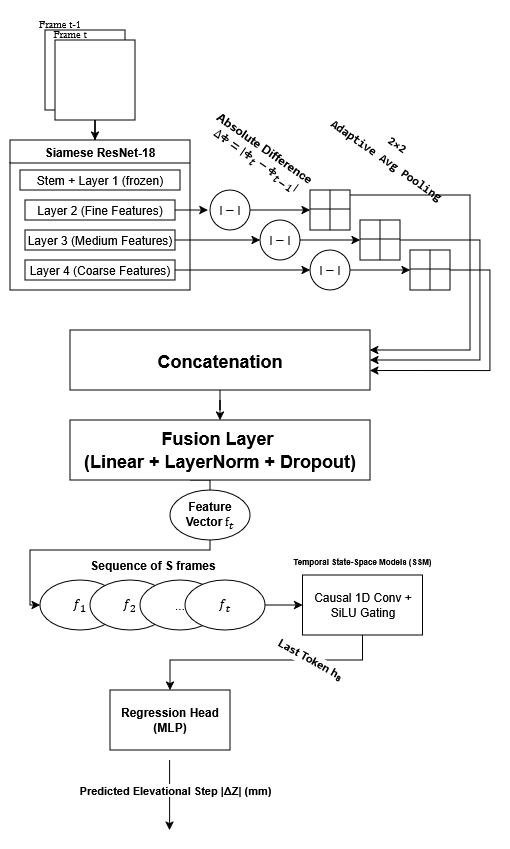 Frame t-1
Frame t
Siamese ResNet-18
Stem + Layer 1 (frozen)
Layer 2 (Fine Features)
Layer 3 (Medium Features)
Layer 4 (Coarse Features)
Absolute Difference
ΔΦ = |Φₜ − Φₜ₋₁|
2×2
Adaptive Avg Pooling
| − |
| − |
| − |
Concatenation
Fusion Layer
(Linear + LayerNorm + Dropout)
Feature
Vector fₜ
Sequence of S frames
f₁
f₂
...
fₜ
Temporal State-Space Models (SSM)
Causal 1D Conv +
SiLU Gating
Last Token hₛ
Regression Head
(MLP)
Predicted Elevational Step |ΔZ| (mm)